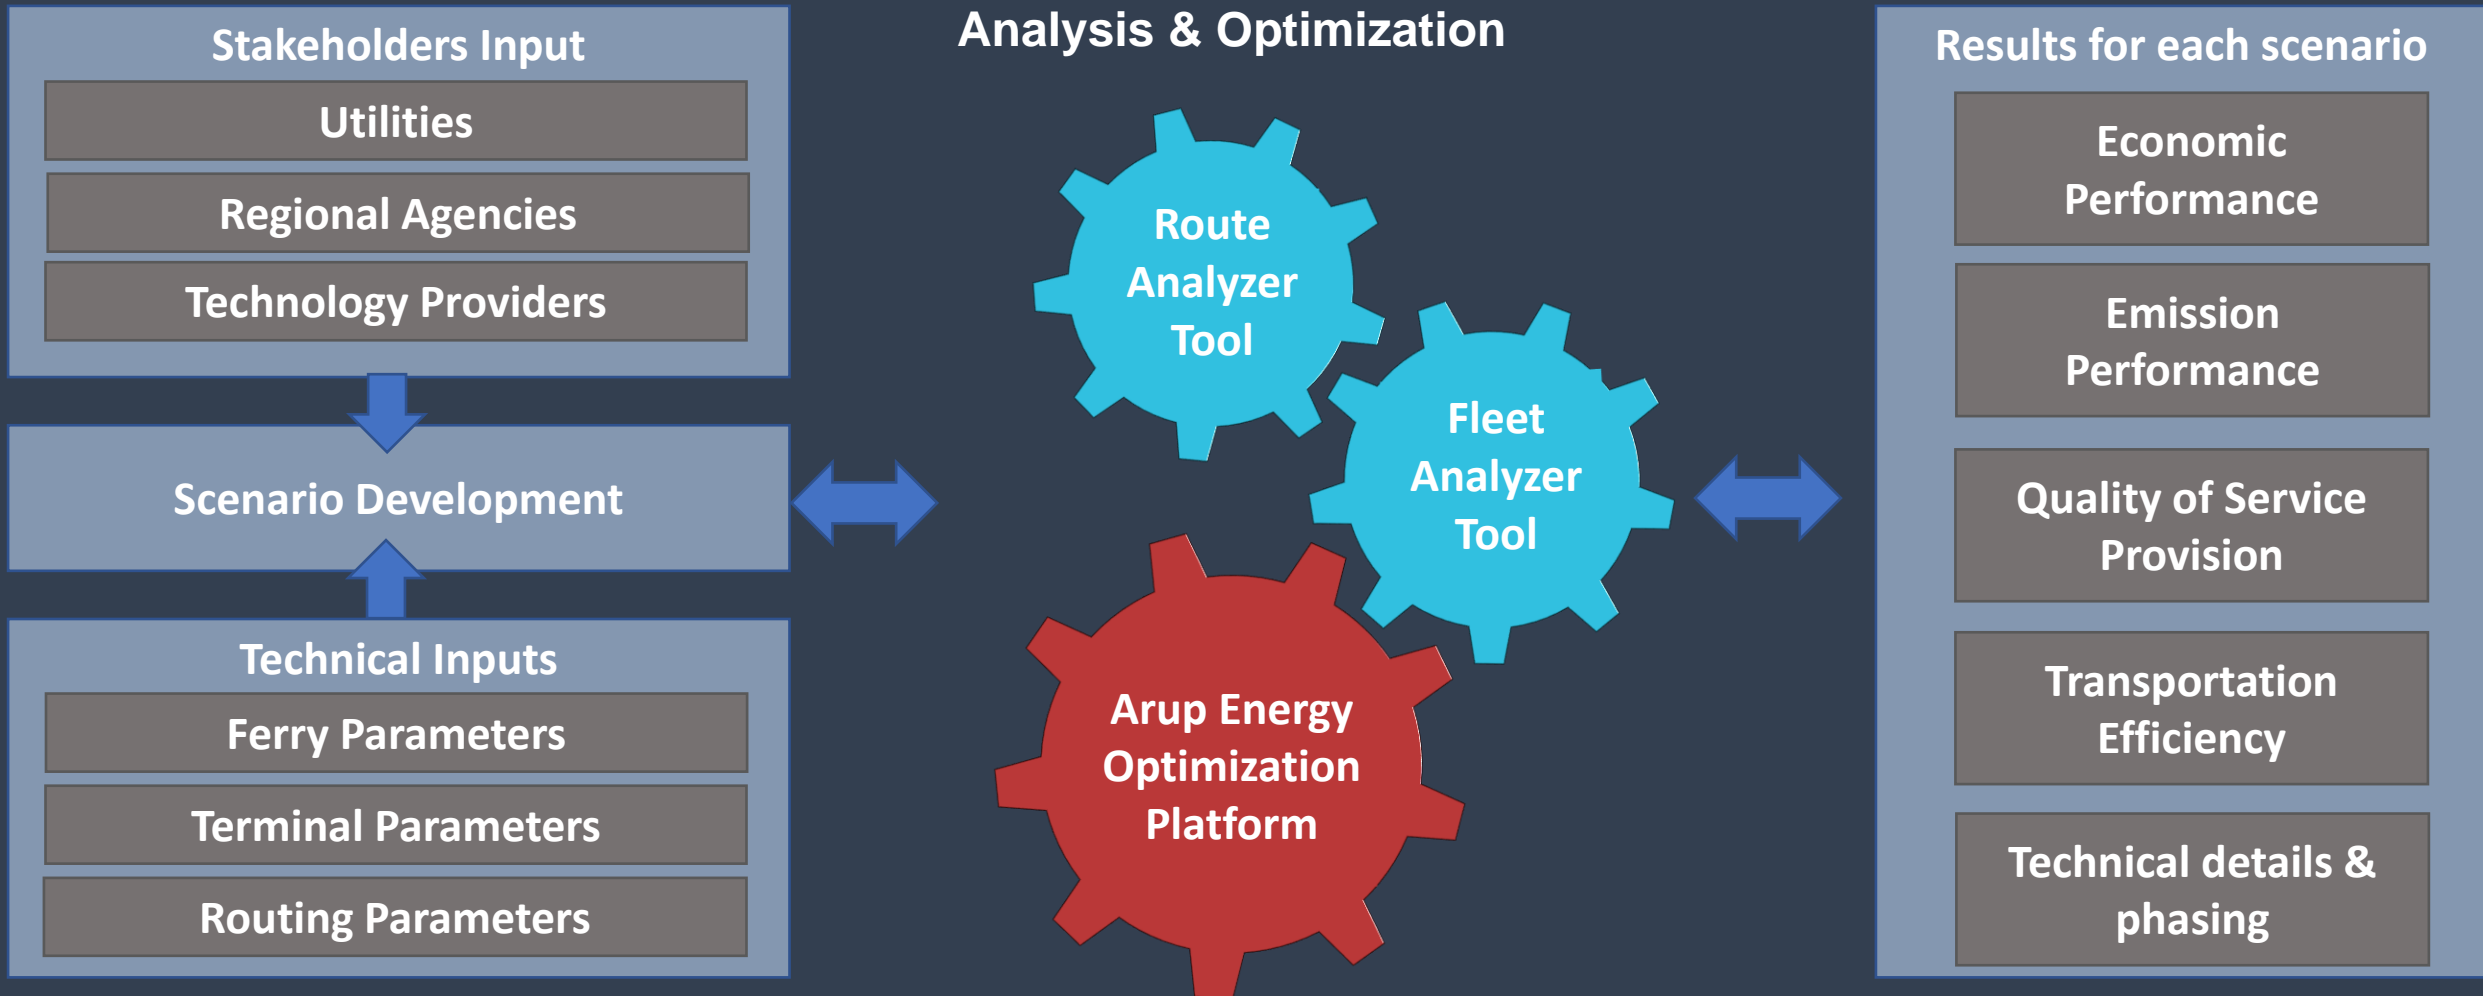 Stakeholders Input
Utilities
Regional Agencies
Technology Providers
Scenario Development
Technical Inputs
Ferry Parameters
Terminal Parameters
Routing Parameters
Analysis & Optimization
Route
Analyzer
Tool
Fleet
Analyzer
Tool
Arup Energy
Optimization
Platform
Results for each scenario
Economic
Performance
Emission
Performance
Quality of Service
Provision
Transportation
Efficiency
Technical details &
phasing